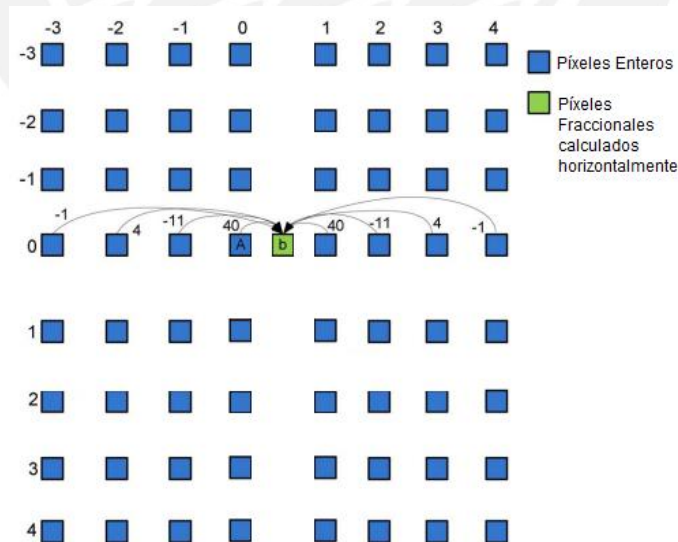 -3 -2 -1 0 1 2 3 4
-3
Píxeles Enteros
Píxeles
Fraccionales
calculados
horizontalmente
-2
-1
-1 4 -11 40 40 -11 4 -1
0 A b
1
2
3
4